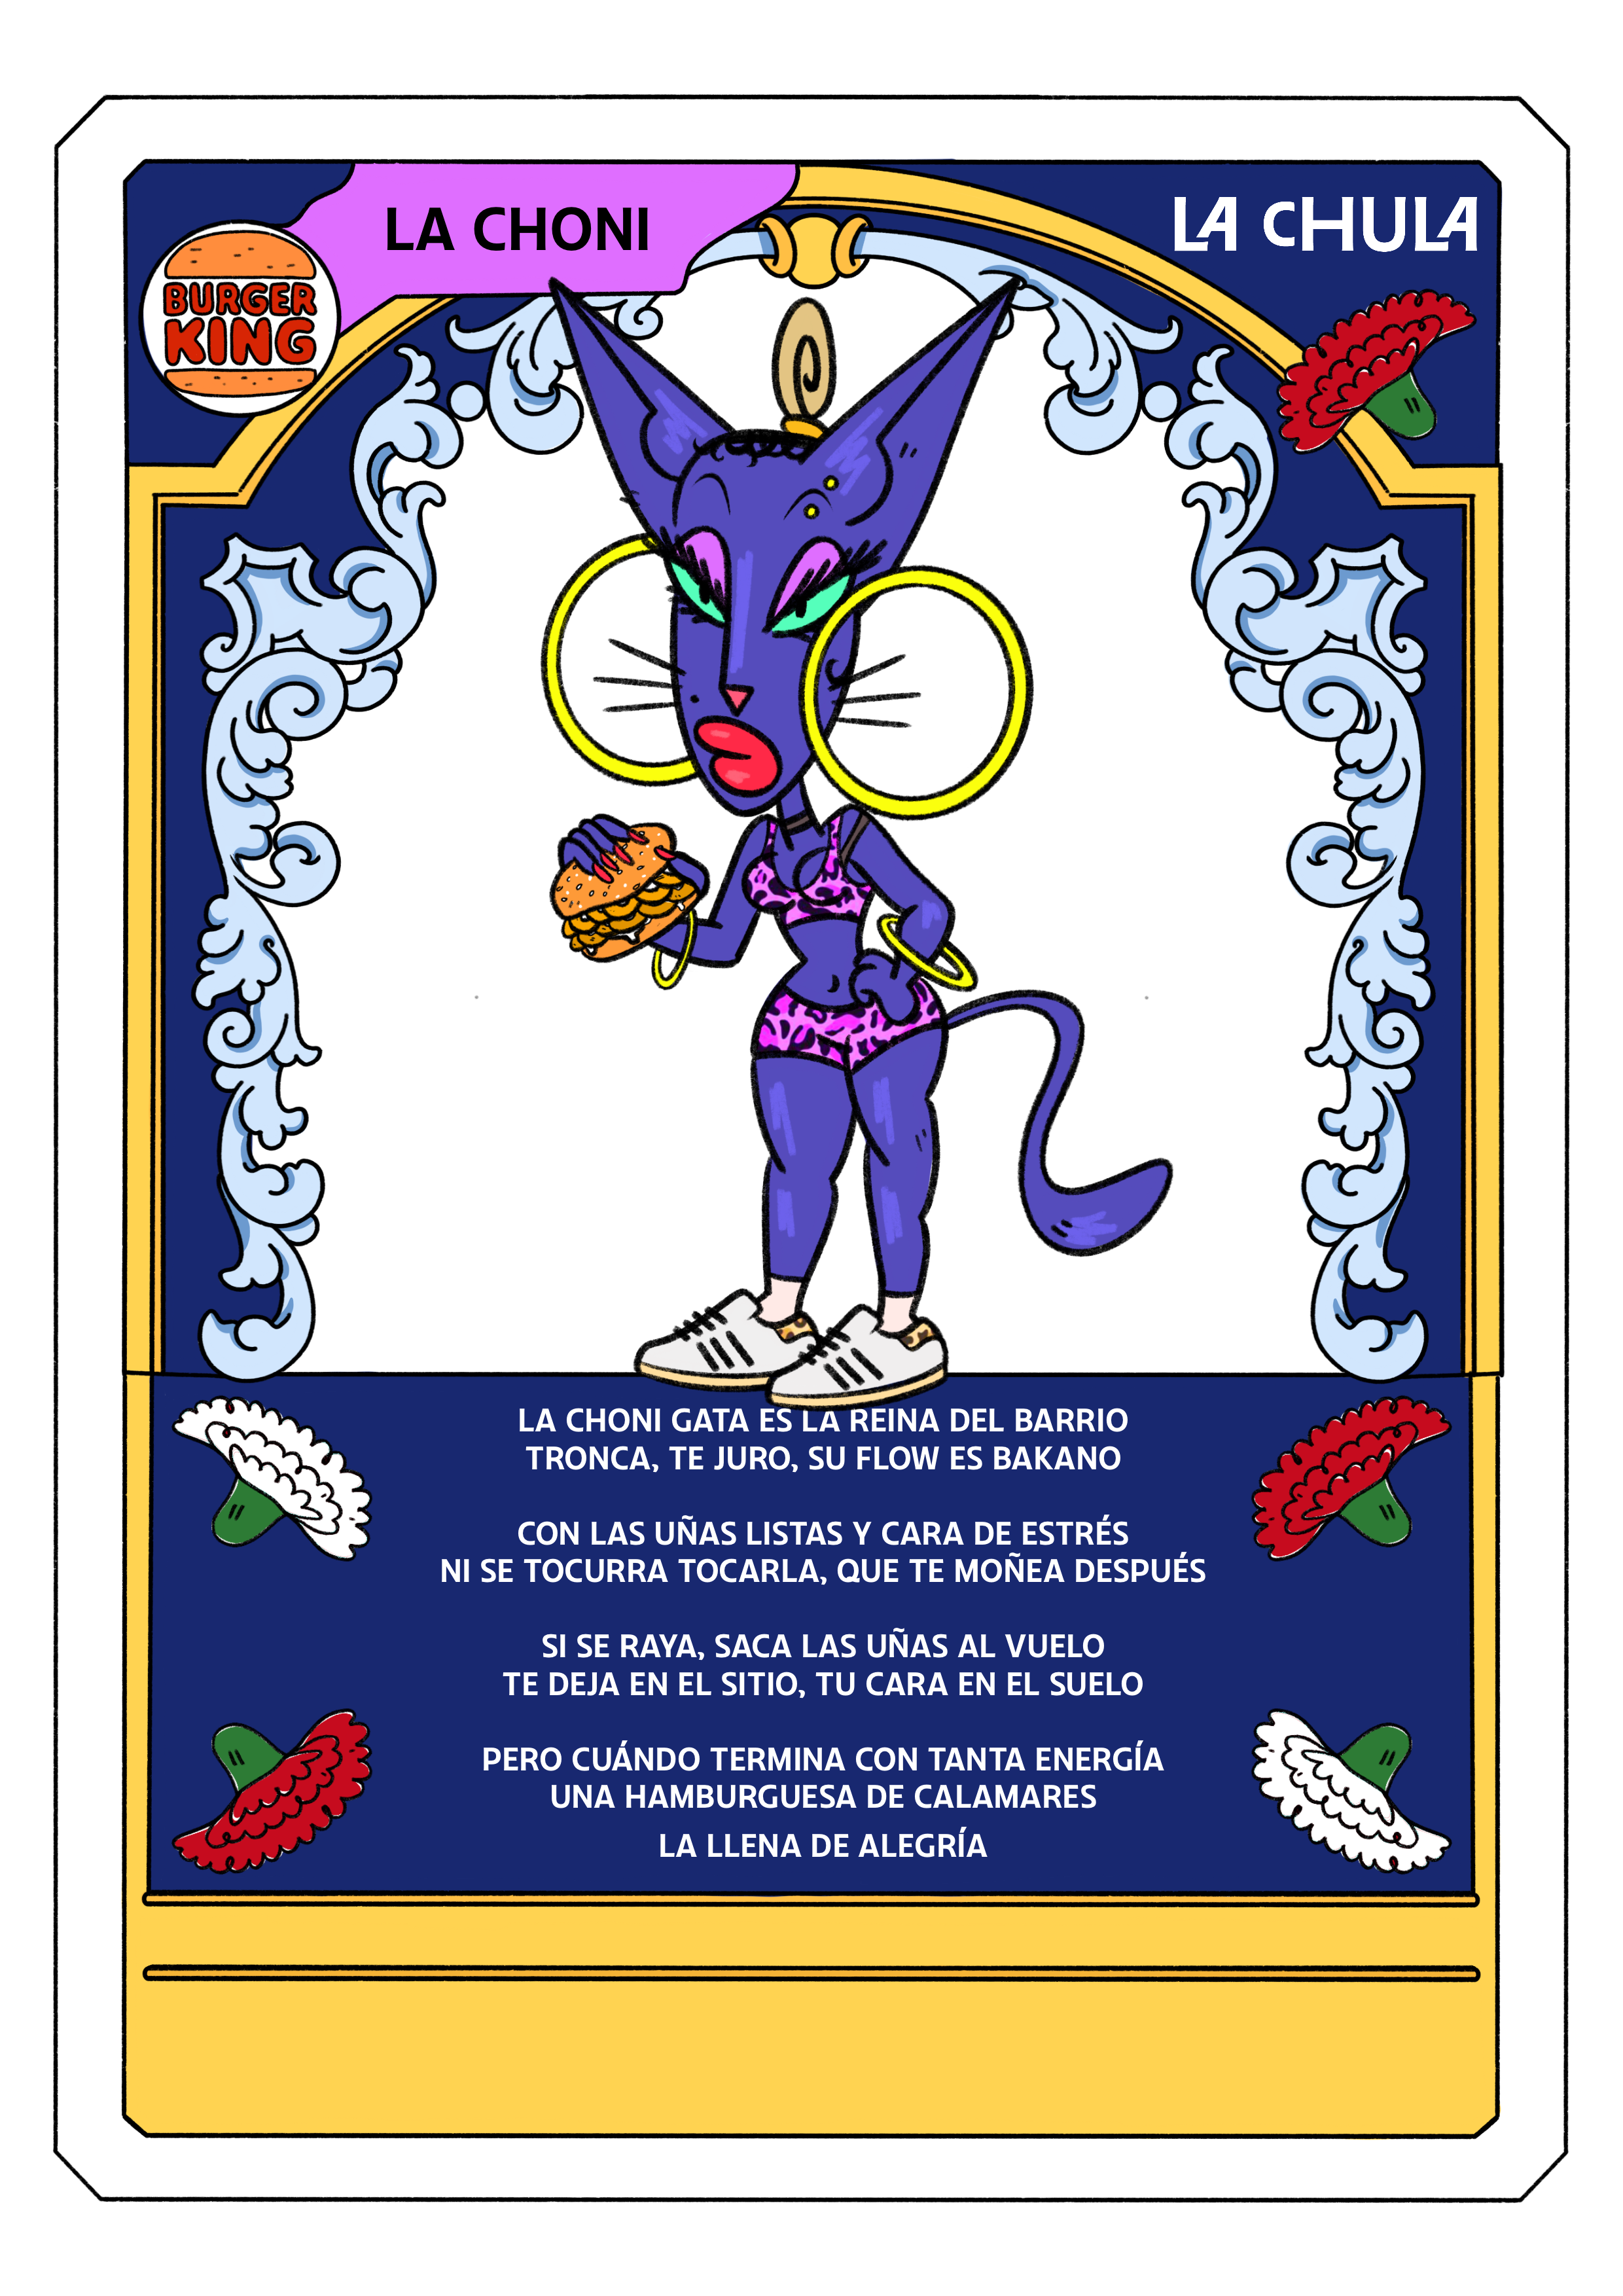 LA CHONI
LA CHULA
BURGER
KING
LA CHONI GATA ES LA REINA DEL BARRIO
TRONCA, TE JURO, SU FLOW ES BAKANO
CON LAS UÑAS LISTAS Y CARA DE ESTRÉS
NI SE TOCURRA TOCARLA, QUE TE MOÑEA DESPUÉS
SI SE RAYA, SACA LAS UÑAS AL VUELO
TE DEJA EN EL SITIO, TU CARA EN EL SUELO
PERO CUÁNDO TERMINA CON TANTA ENERGÍA
UNA HAMBURGUESA DE CALAMARES
LA LLENA DE ALEGRÍA